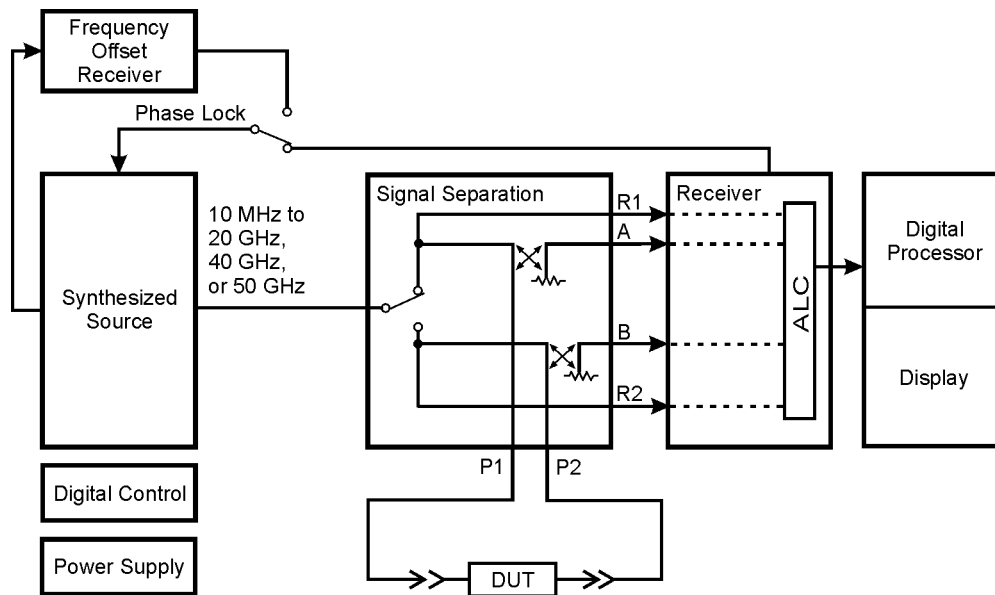 Frequency
Offset
Receiver
Phase Lock
Synthesized
Source
10 MHz to
20 GHz,
40 GHz,
or 50 GHz
Signal Separation
R1
A
B
R2
P1
P2
Receiver
ALC
Digital
Processor
Display
Digital Control
Power Supply
DUT